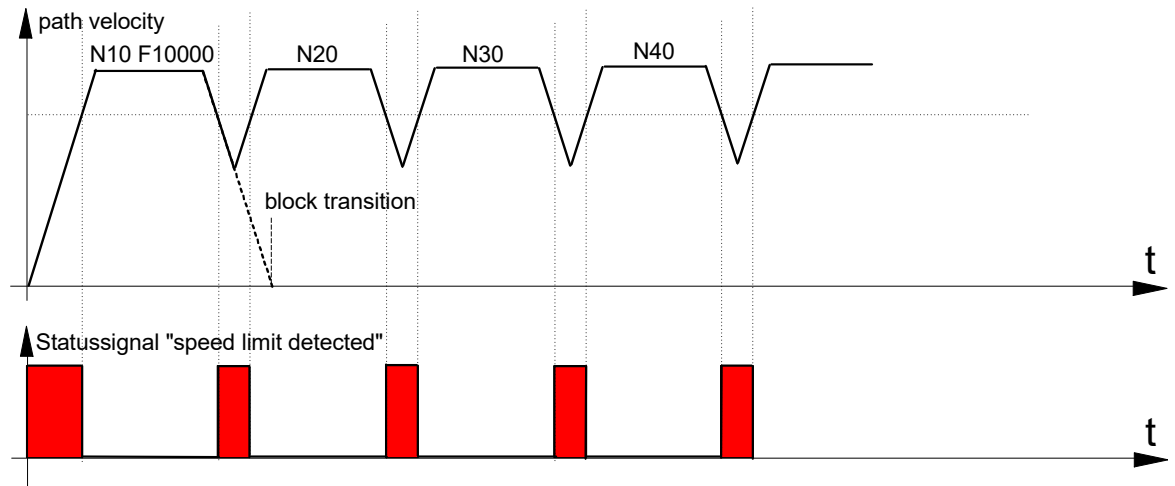 path velocity
N10 F10000
N20
N30
N40
block transition
t
Statussignal "speed limit detected"
t